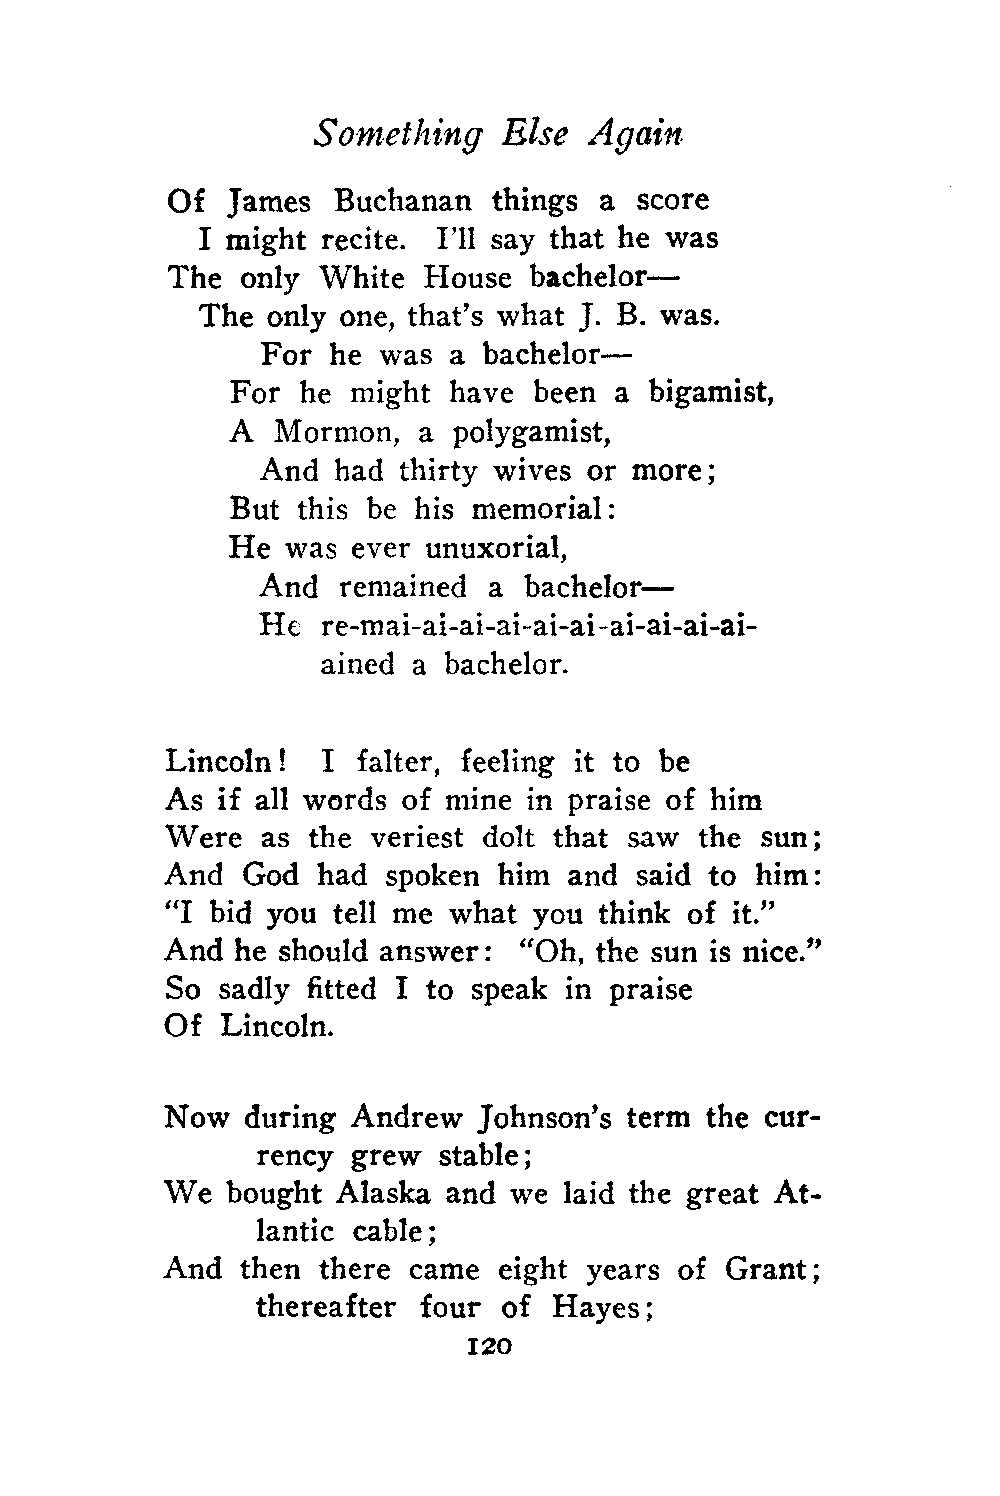 Something Else Again
Of James Buchanan things a score
I might recite. I'll say that he was
The only White House bachelor—
The only one, that's what J. B. was.
For he was a bachelor—
For he might have been a bigamist,
A Mormon, a polygamist,
And had thirty wives or more;
But this be his memorial:
He was ever unuxorial,
And remained a bachelor—
He re-mai-ai-ai-ai-ai-ai-ai-ai-ai-ai-
ained a bachelor.
Lincoln! I falter, feeling it to be
As if all words of mine in praise of him
Were as the veriest dolt that saw the sun;
And God had spoken him and said to him:
“I bid you tell me what you think of it.”
And he should answer: “Oh, the sun is nice.”
So sadly fitted I to speak in praise
Of Lincoln.
Now during Andrew Johnson's term the cur-
rency grew stable;
We bought Alaska and we laid the great At-
lantic cable;
And then there came eight years of Grant;
thereafter four of Hayes;
120